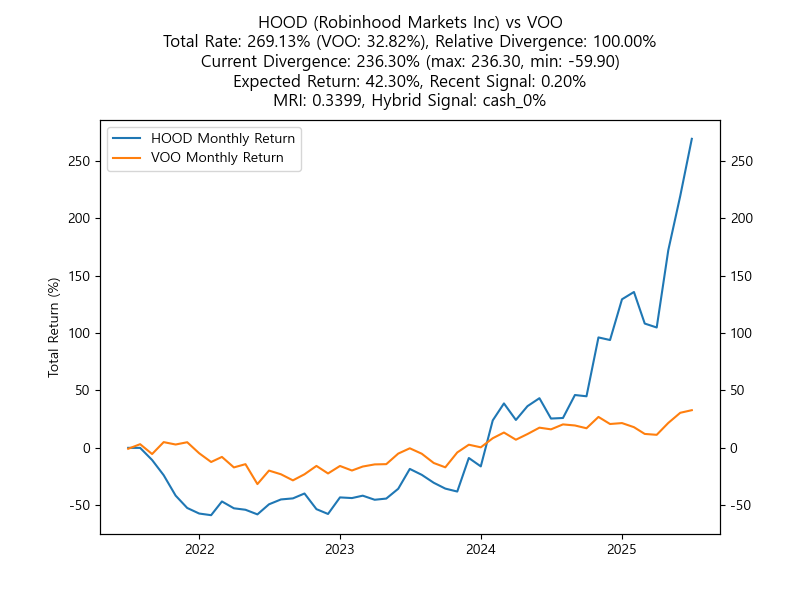 HOOD (Robinhood Markets Inc) vs VOO
Total Rate: 269.13% (VOO: 32.82%), Relative Divergence: 100.00%
Current Divergence: 236.30% (max: 236.30, min: -59.90)
Expected Return: 42.30%, Recent Signal: 0.20%
MRI: 0.3399, Hybrid Signal: cash_0%
HOOD Monthly Return
VOO Monthly Return
Total Return (%)
250
200
150
100
50
0
-50
250
200
150
100
50
0
-50
2022
2023
2024
2025